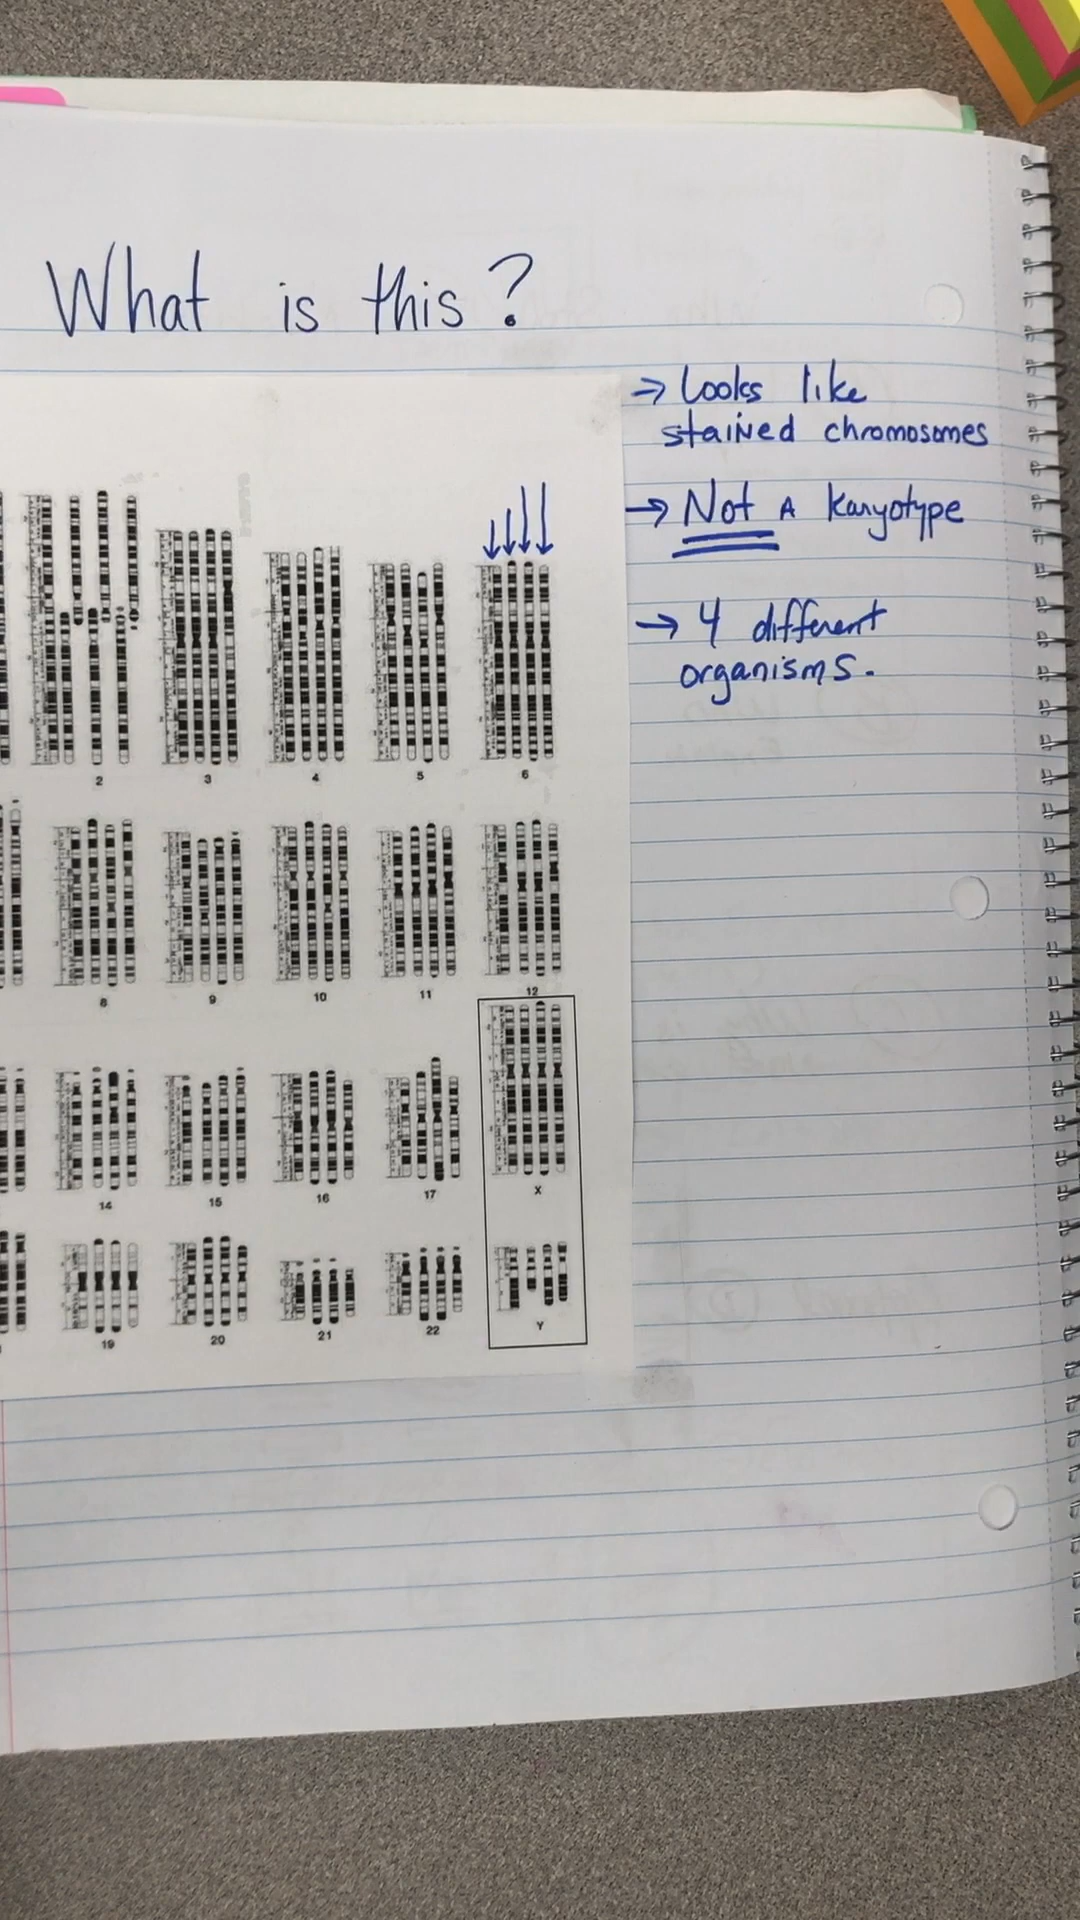 What is this?
→ Looks like
stained chromosomes
→ Not A Karyotype
→ 4 different
organisms.
2
3
4
5
6
8
9
10
11
12
14
15
16
17
X
19
20
21
22
Y